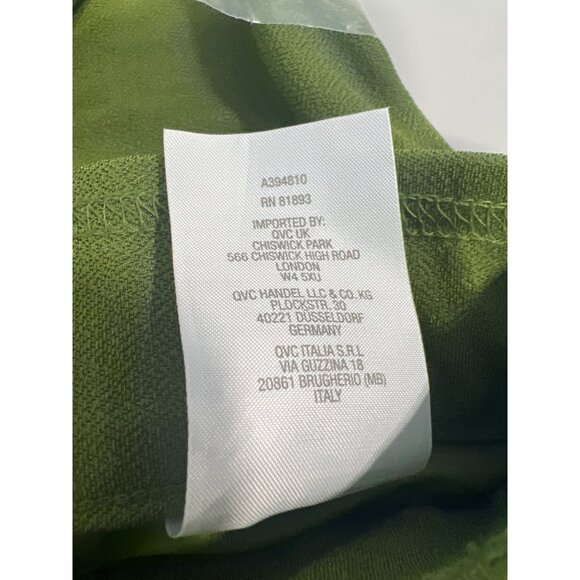 A394810
RN 81893
IMPORTED BY:
QVC UK
CHISWICK PARK
566 CHISWICK HIGH ROAD
LONDON
W4 5XU
QVC HANDEL LLC & CO. KG
PLOCKSTR. 30
40221 DUSSELDORF
GERMANY
QVC ITALIA S.R.L
VIA GUZZINA 18
20861 BRUGHERIO (MB)
ITALY